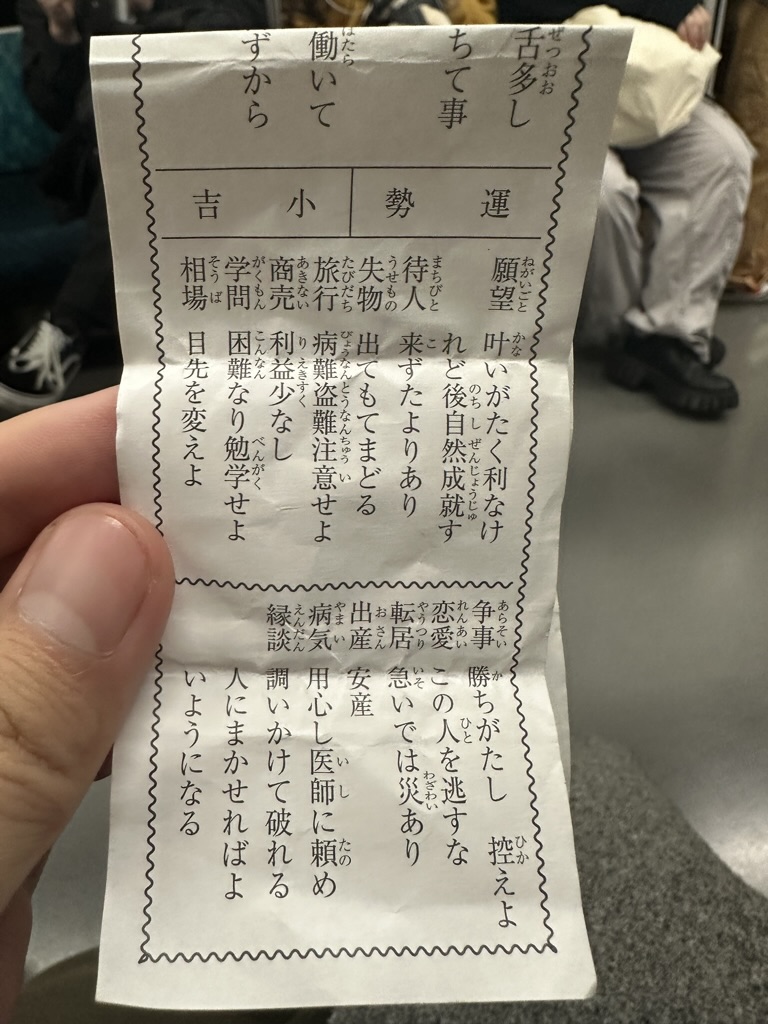 舌多し
ちて事
働いて
ずから
運勢
小吉
願望 叶いがたく利なけ
れど後自然成就す
待人 来ずたよりあり
失物 出てもてまどる
旅行 病難盗難注意せよ
商売 利益少なし
学問 困難なり勉学せよ
相場 目先を変えよ
争事 勝ちがたし 控えよ
恋愛 この人を逃すな
転居 急いでは災あり
出産 安産
病気 用心し医師に頼め
縁談 調いかけて破れる
人にまかせればよ
いようになる